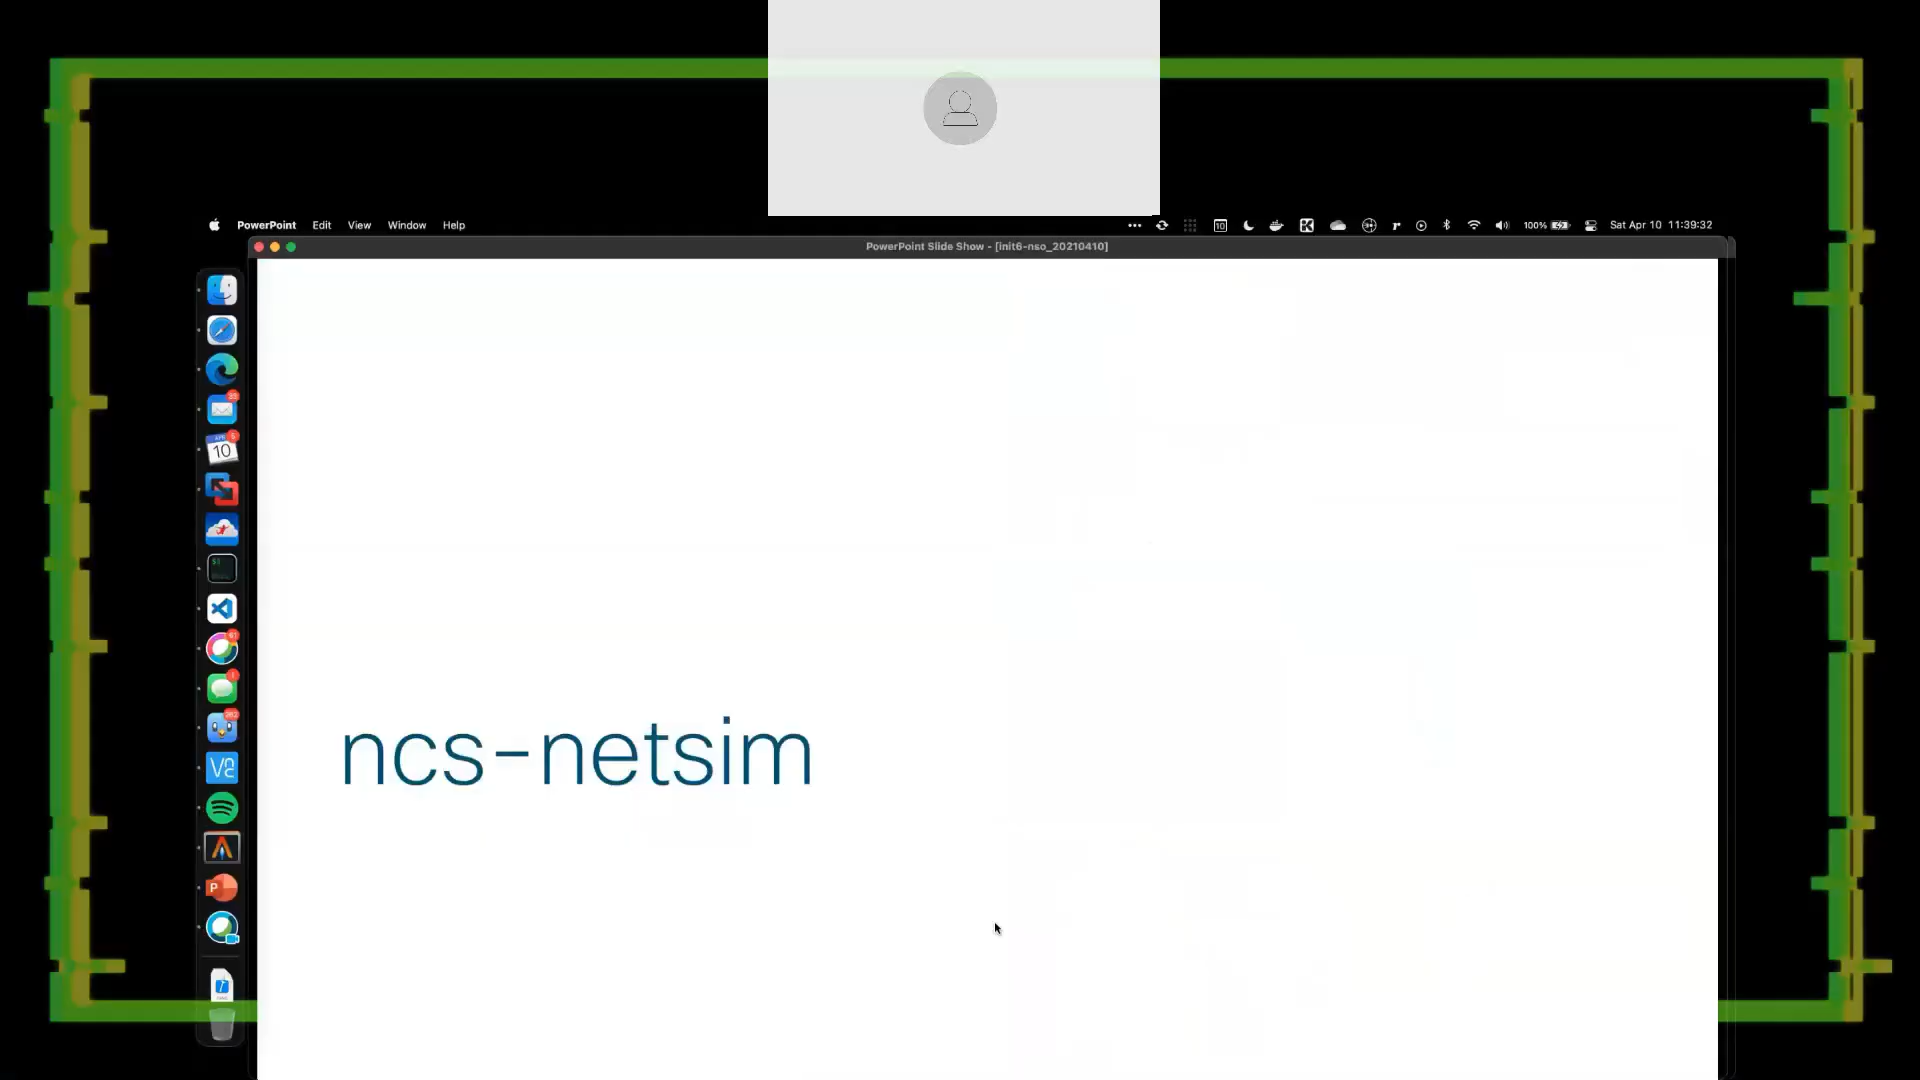 PowerPoint Edit View Window Help
10
100%
Sat Apr 10 11:39:32
PowerPoint Slide Show - [init6-nso_20210410]
10
ncs-netsim